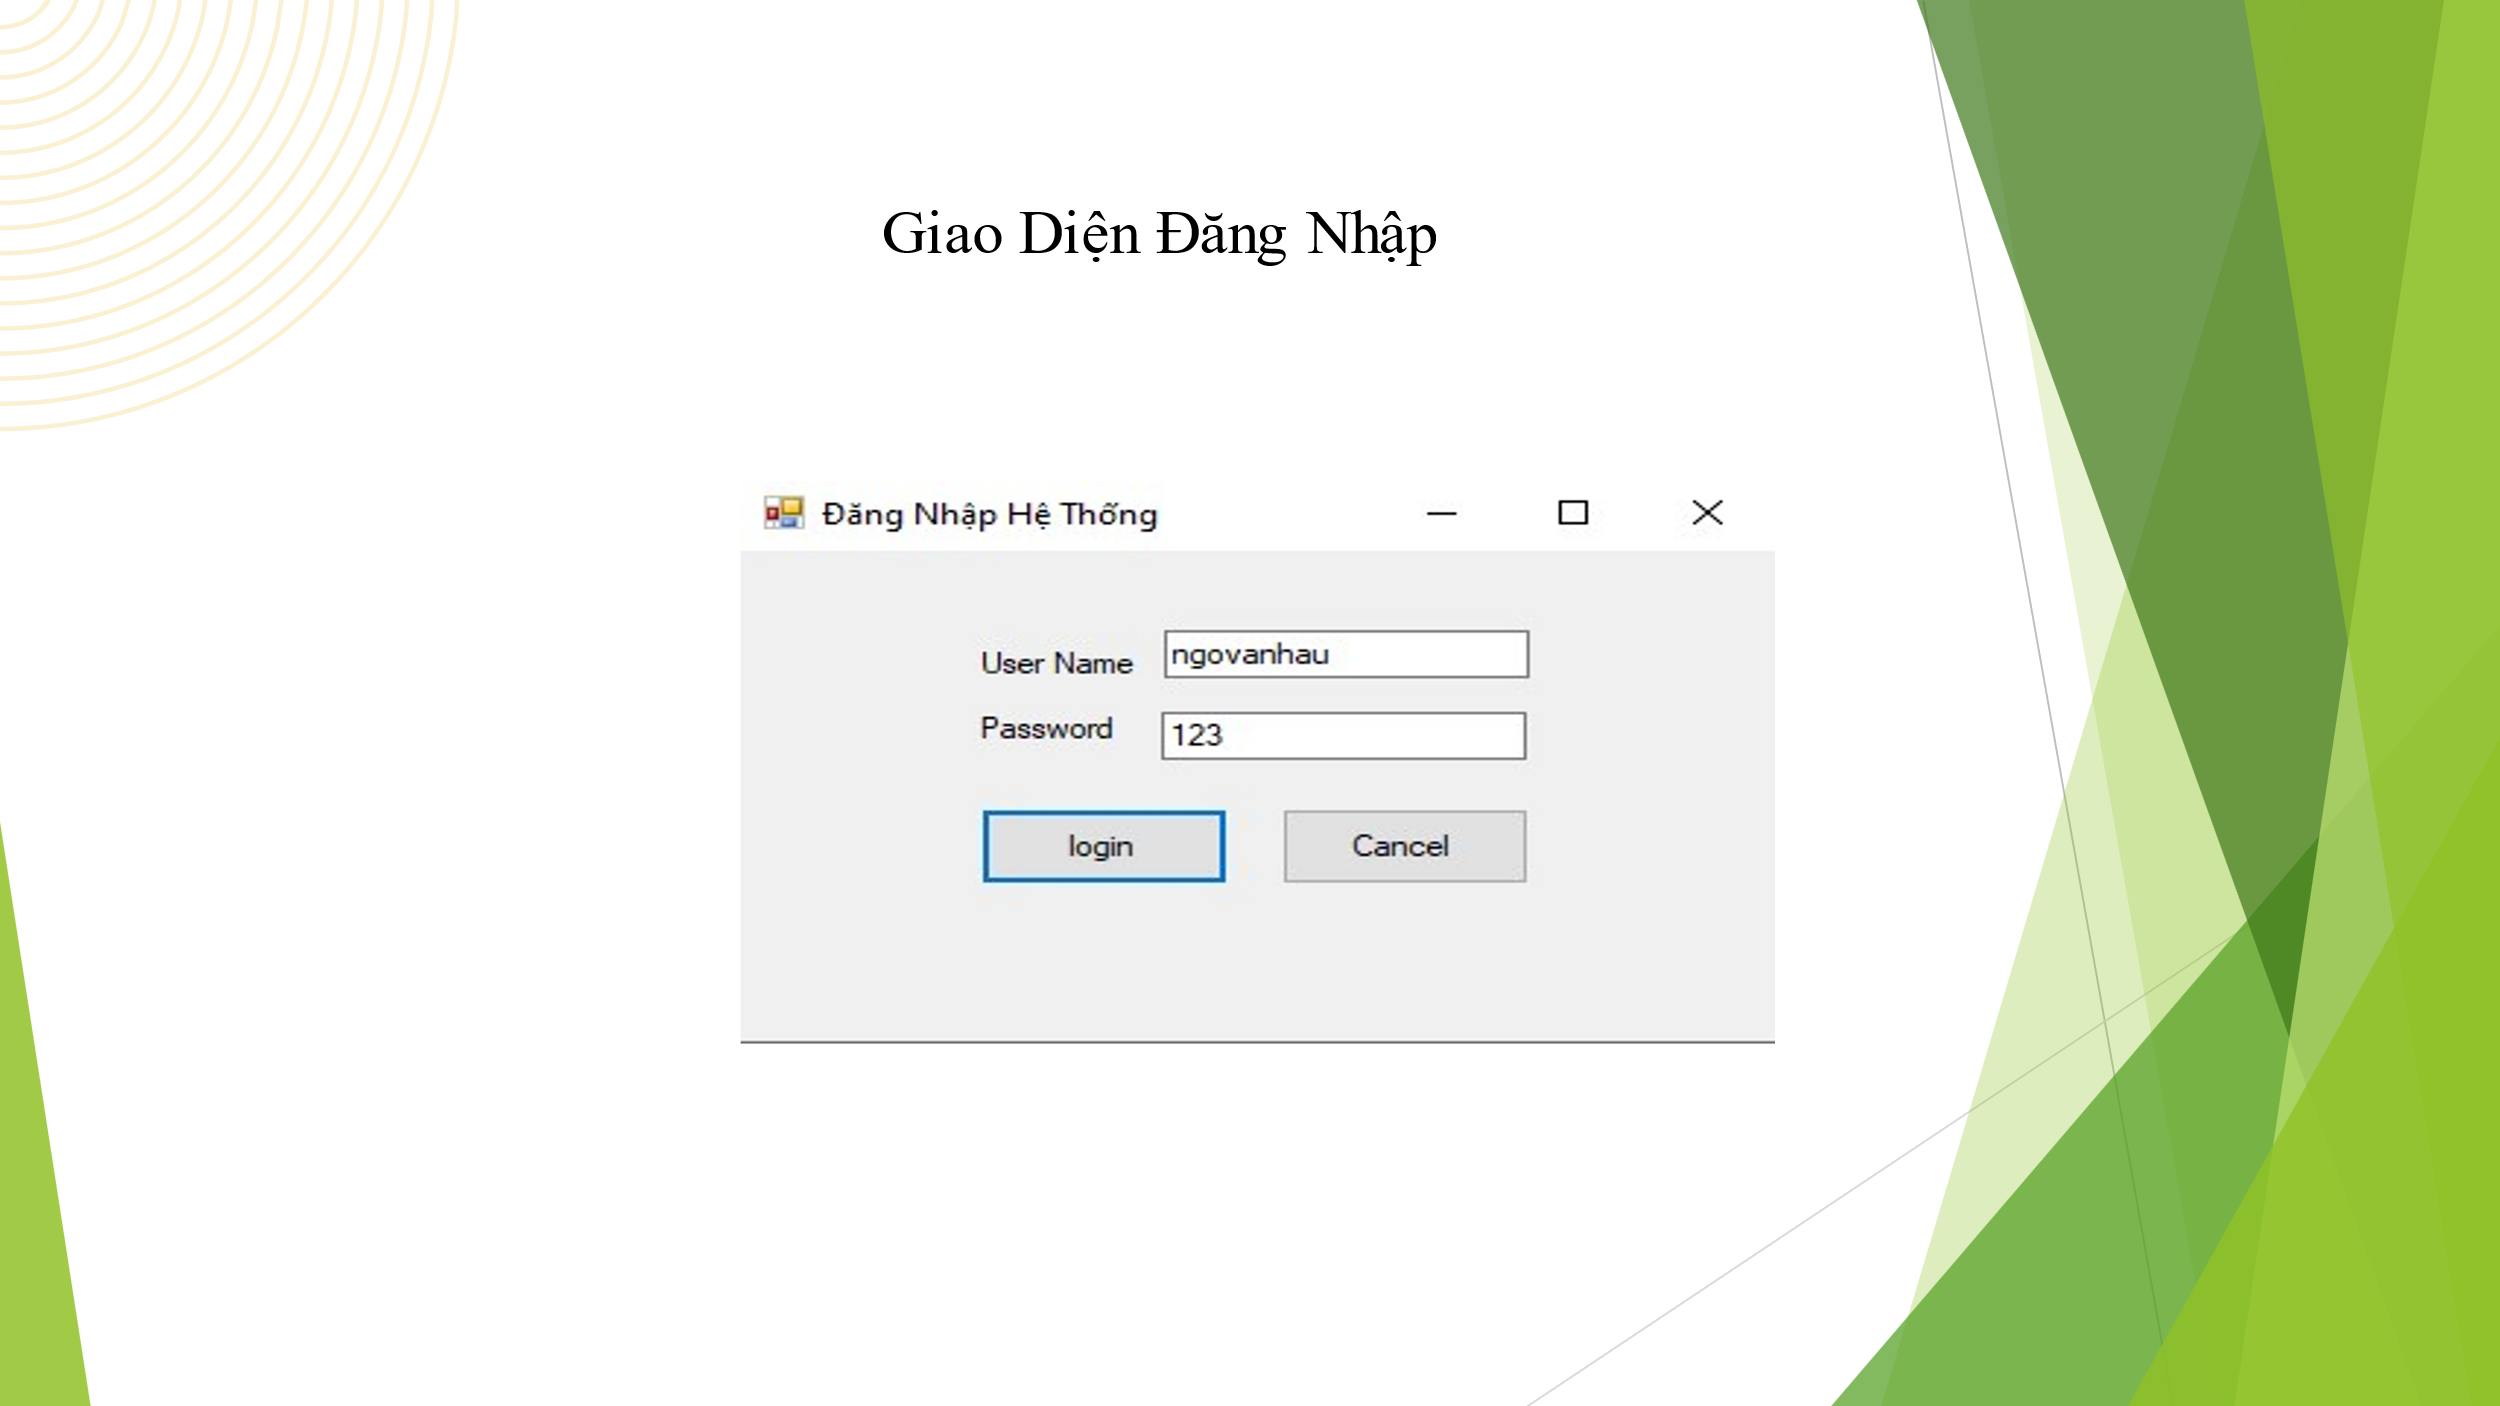 Giao Diện Đăng Nhập
Đăng Nhập Hệ Thống
User Name ngovanhau
Password 123
login Cancel